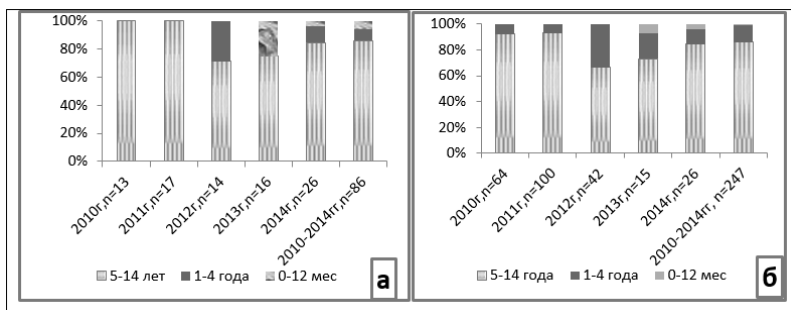 100%
80%
60%
40%
20%
0%
2010г,n=13
2011г,n=17
2012г,n=14
2013г,n=16
2014г,n=26
2010-2014гг,n=86
5-14 лет
1-4 года
0-12 мес
а
100%
80%
60%
40%
20%
0%
2010г,n=64
2011г,n=100
2012г,n=42
2013г,n=15
2014г,n=26
2010-2014гг, n=247
5-14 года
1-4 года
0-12 мес
б